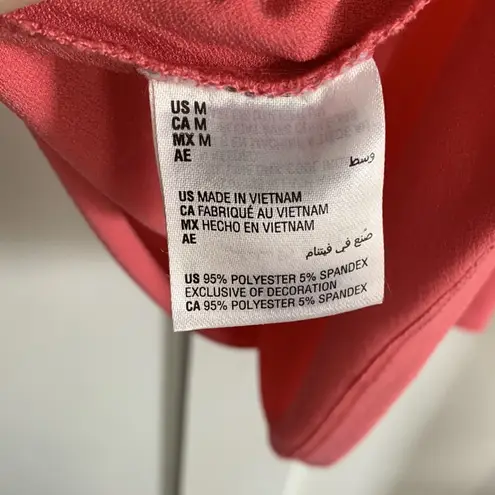 US M
CA M
MX M
AE
وسط
US MADE IN VIETNAM
CA FABRIQUÉ AU VIETNAM
MX HECHO EN VIETNAM
AE
صُنع في فيتنام
US 95% POLYESTER 5% SPANDEX
EXCLUSIVE OF DECORATION
CA 95% POLYESTER 5% SPANDEX